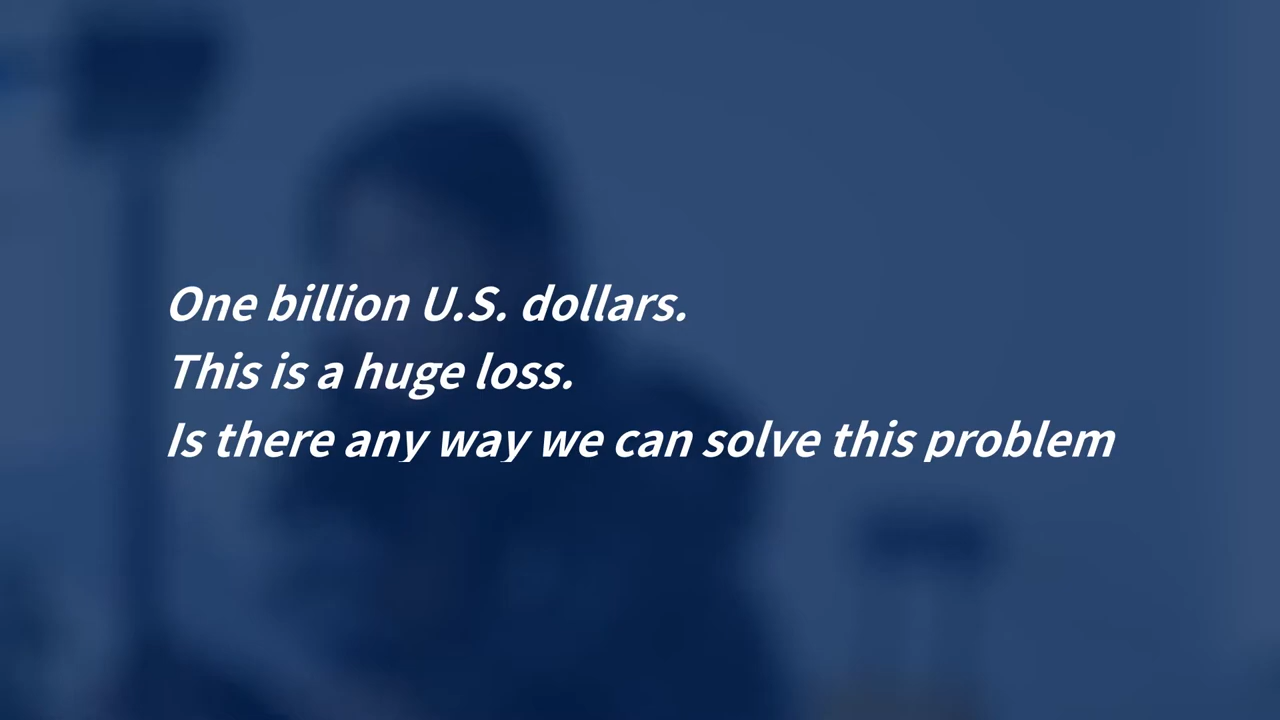 One billion U.S. dollars.
This is a huge loss.
Is there any way we can solve this problem